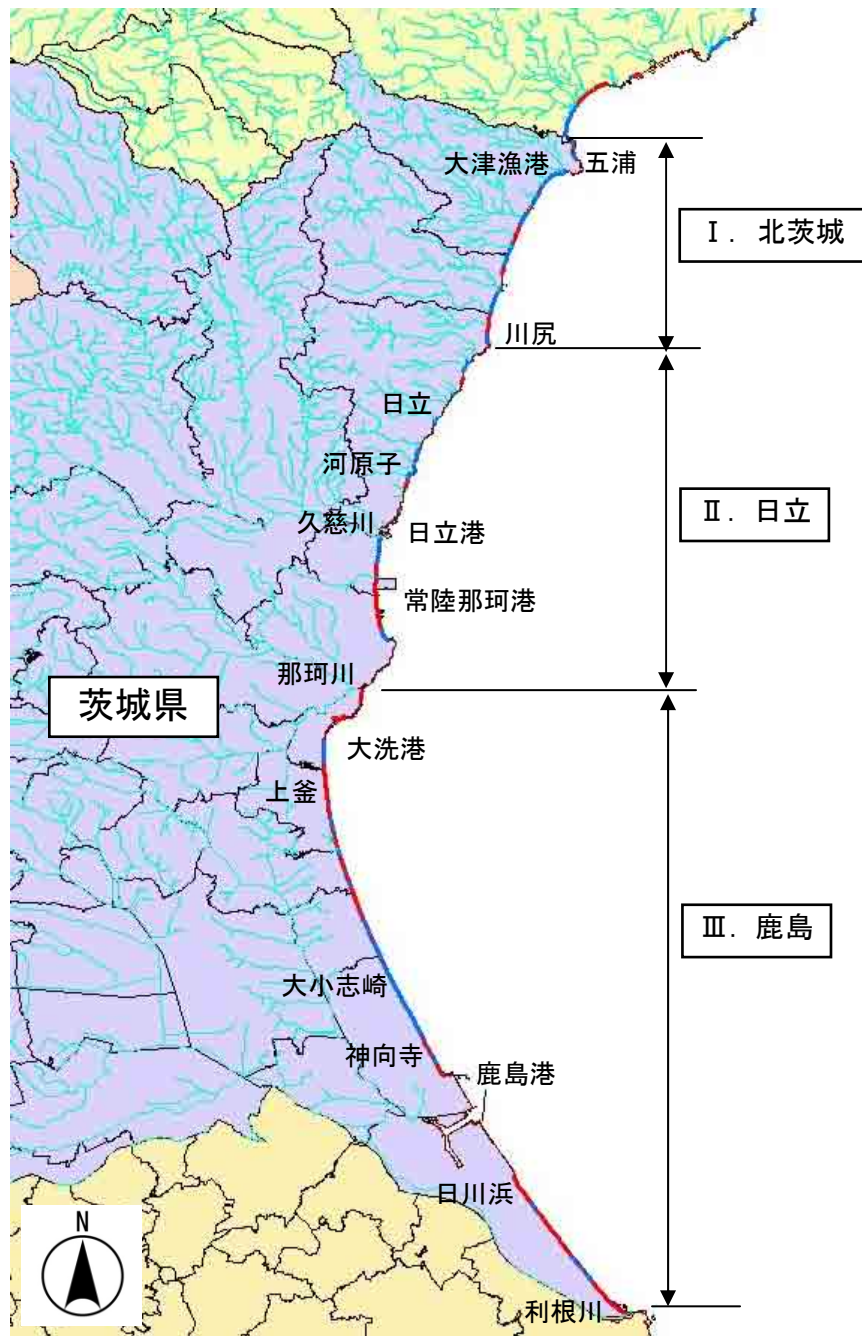 大津漁港
五浦
Ⅰ. 北茨城
川尻
日立
河原子
久慈川
日立港
Ⅱ. 日立
常陸那珂港
那珂川
茨城県
大洗港
上釜
Ⅲ. 鹿島
大小志崎
神向寺
鹿島港
日川浜
N
利根川